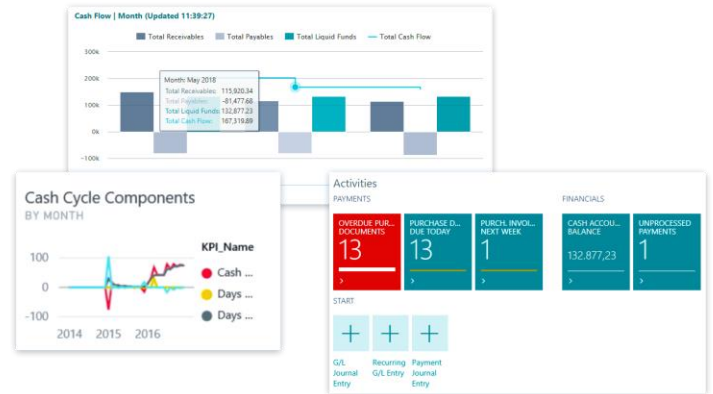 Cash Flow | Month (Updated 11:39:27)
Total Receivables Total Payables Total Liquid Funds Total Cash Flow
300k
200k
100k
0k
-100k
Month: May 2018
Total Receivables: 115,920.34
Total Payables: -81,477.68
Total Liquid Funds: 132,877.23
Total Cash Flow: 167,319.89
Cash Cycle Components
BY MONTH
100
0
-100
2014 2015 2016
KPI_Name
Cash ...
Days ...
Days ...
Activities
PAYMENTS
OVERDUE PUR...
DOCUMENTS
13
>
PURCHASE D...
DUE TODAY
13
>
PURCH. INVOI...
NEXT WEEK
1
>
FINANCIALS
CASH ACCOU...
BALANCE
132.877,23
>
UNPROCESSED
PAYMENTS
1
>
START
+ + +
G/L
Journal
Entry
Recurring
G/L Entry
Payment
Journal
Entry